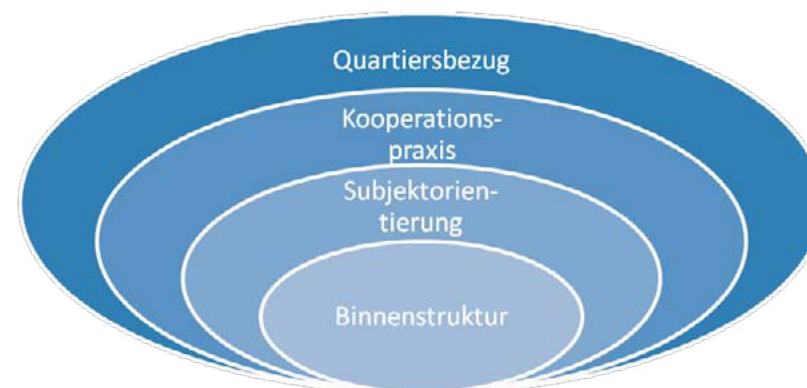 Quartiersbezug
Kooperations-
praxis
Subjektorien-
tierung
Binnenstruktur